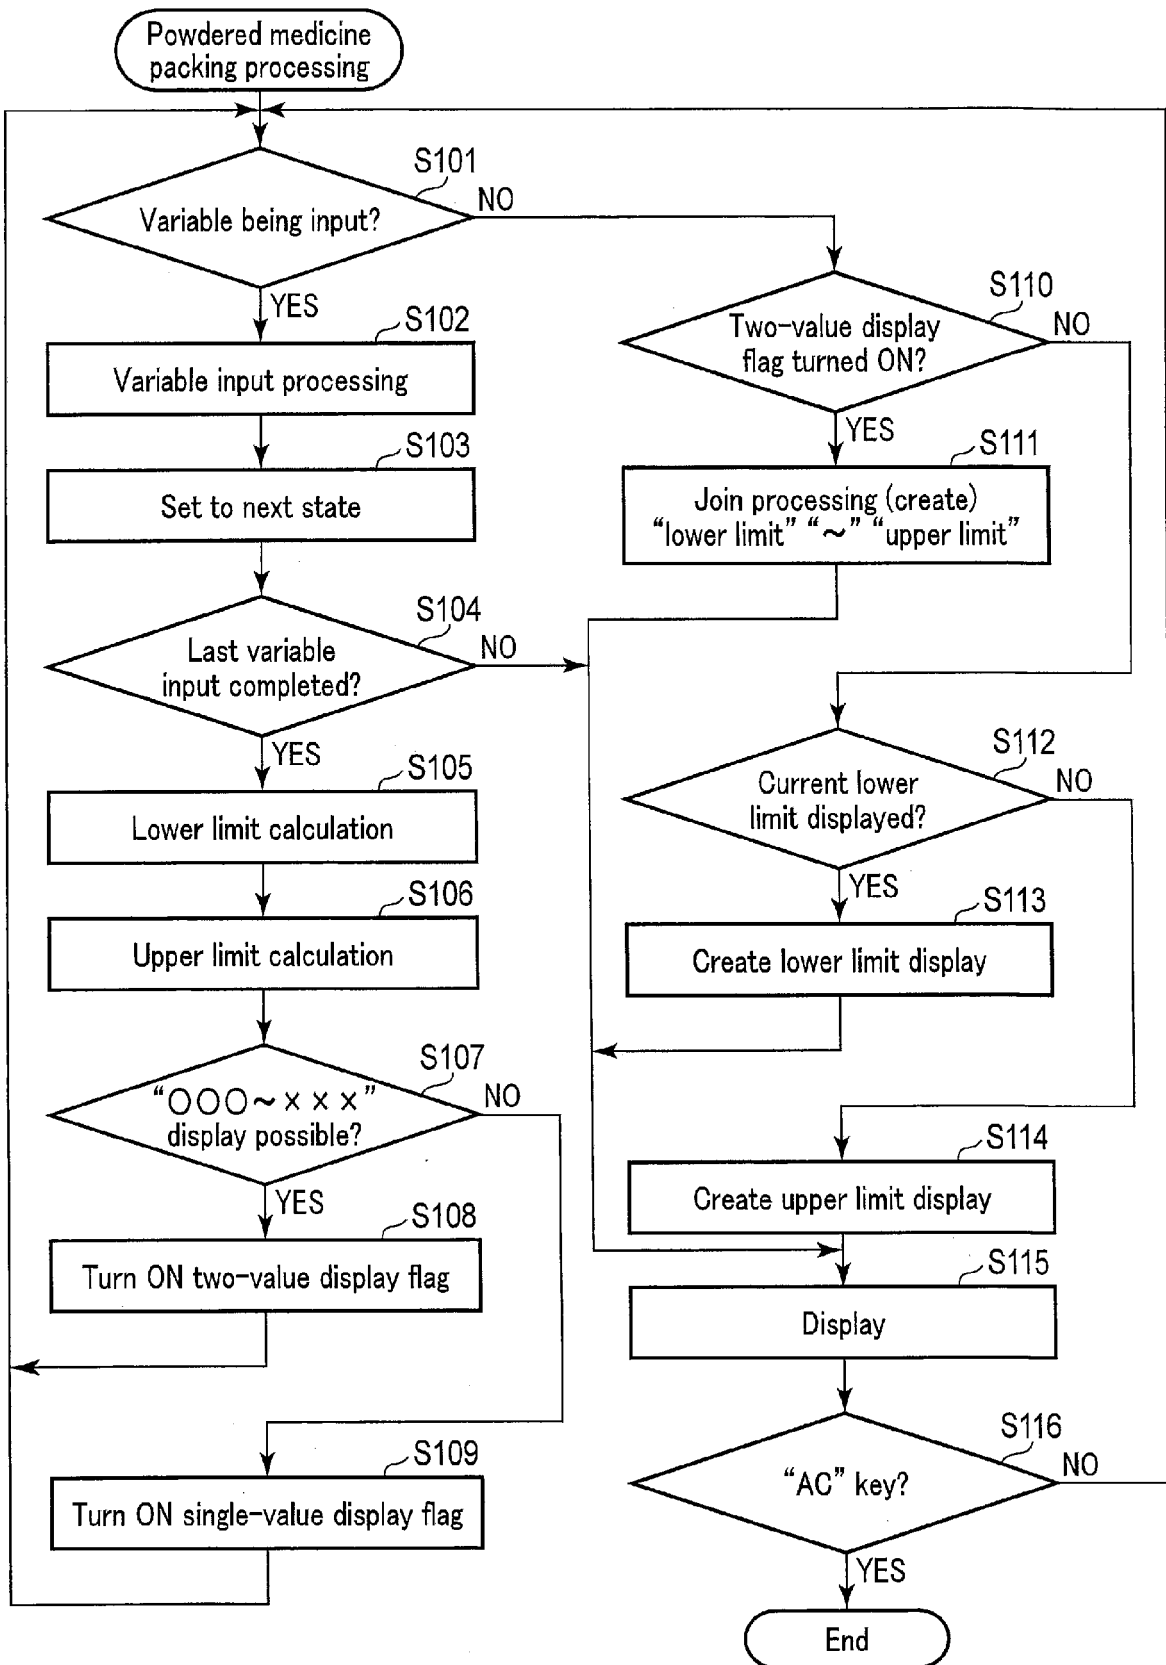 Powdered medicine
packing processing
S101
Variable being input?
NO
YES
S102
Variable input processing
S103
Set to next state
S104
Last variable
input completed?
NO
YES
S105
Lower limit calculation
S106
Upper limit calculation
S107
“○○○~×××”
display possible?
NO
YES
S108
Turn ON two-value display flag
S109
Turn ON single-value display flag
S110
Two-value display
flag turned ON?
NO
YES
S111
Join processing (create)
“lower limit” “~” “upper limit”
S112
Current lower
limit displayed?
NO
YES
S113
Create lower limit display
S114
Create upper limit display
S115
Display
S116
“AC” key?
NO
YES
End